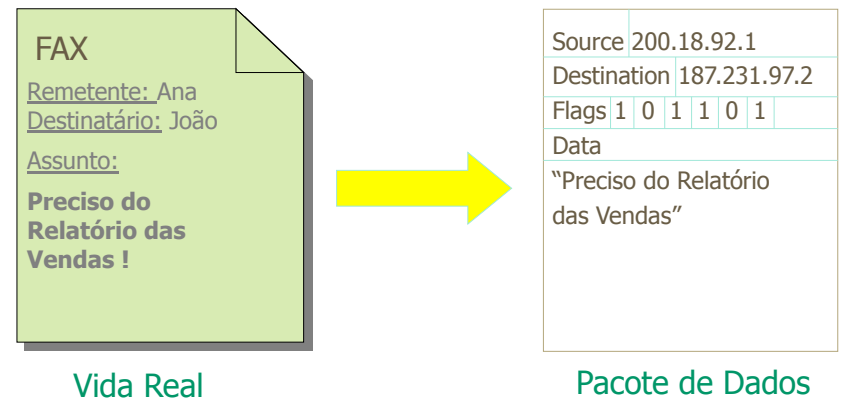 FAX
Remetente: Ana
Destinatário: João
Assunto:
Preciso do
Relatório das
Vendas !
Vida Real
Source 200.18.92.1
Destination 187.231.97.2
Flags 1 0 1 1 0 1
Data
“Preciso do Relatório
das Vendas”
Pacote de Dados